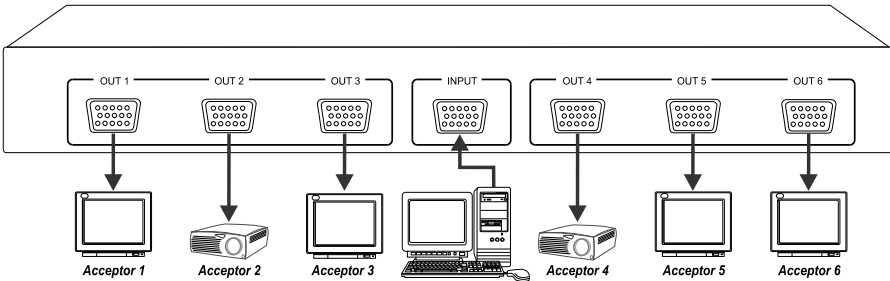 OUT 1 OUT 2 OUT 3 INPUT OUT 4 OUT 5 OUT 6
Acceptor 1 Acceptor 2 Acceptor 3 Acceptor 4 Acceptor 5 Acceptor 6